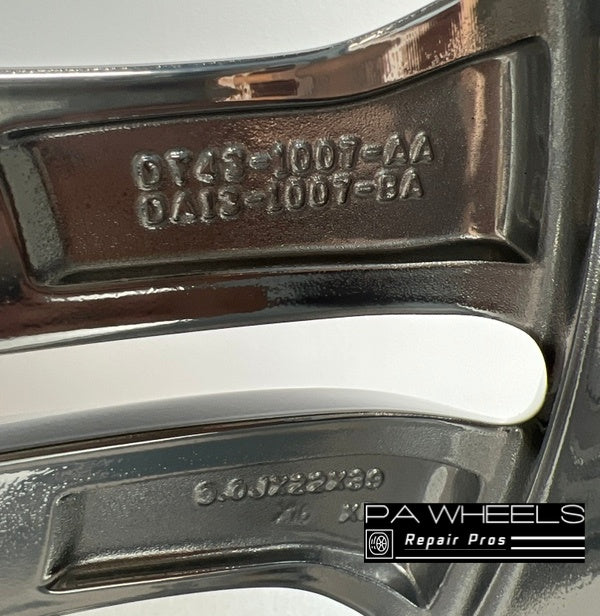 DT43-1007-AA
DA13-1007-BA
PA WHEELS
Repair Pros